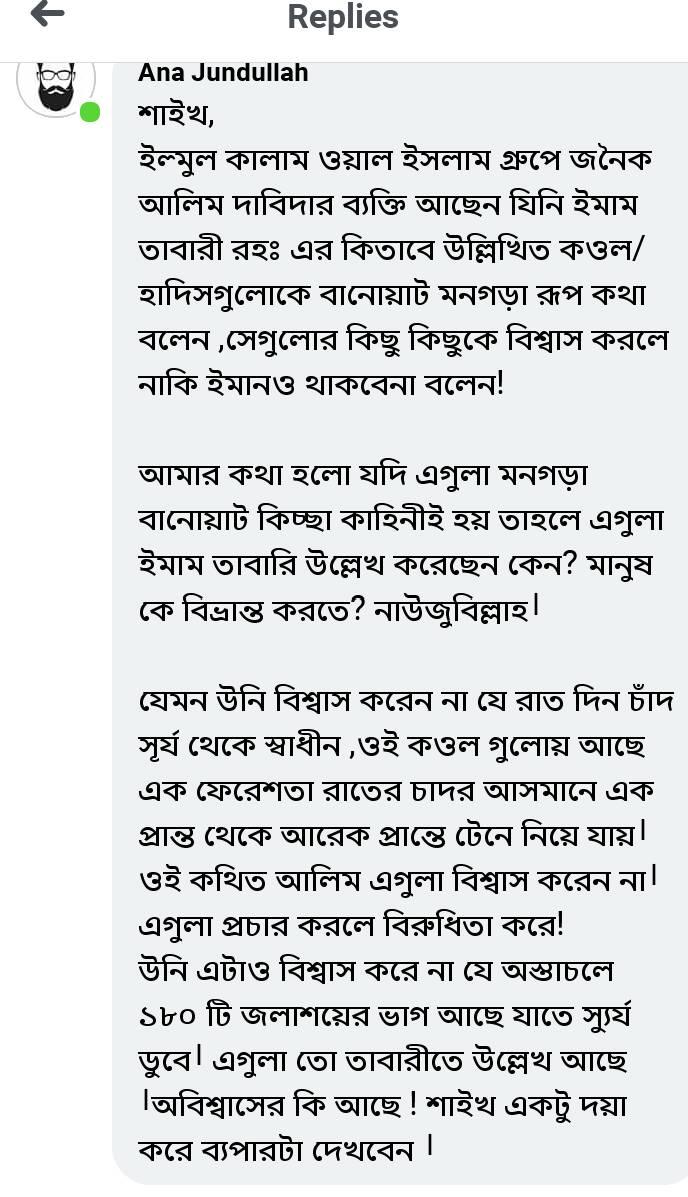 Replies
Ana Jundullah
শাইখ,
ইল্মুল কালাম ওয়াল ইসলাম গ্রুপে জনৈক
আলিম দাবিদার ব্যক্তি আছেন যিনি ইমাম
তাবারী রহঃ এর কিতাবে উল্লিখিত কওল/
হাদিসগুলোকে বানোয়াট মনগড়া রূপ কথা
বলেন ,সেগুলোর কিছু কিছুকে বিশ্বাস করলে
নাকি ইমানও থাকবেনা বলেন!
আমার কথা হলো যদি এগুলা মনগড়া
বানোয়াট কিচ্ছা কাহিনীই হয় তাহলে এগুলা
ইমাম তাবারি উল্লেখ করেছেন কেন? মানুষ
কে বিভ্রান্ত করতে? নাউজুবিল্লাহ।
যেমন উনি বিশ্বাস করেন না যে রাত দিন চাঁদ
সূর্য থেকে স্বাধীন ,ওই কওল গুলোয় আছে
এক ফেরেশতা রাতের চাদর আসমানে এক
প্রান্ত থেকে আরেক প্রান্তে টেনে নিয়ে যায়।
ওই কথিত আলিম এগুলা বিশ্বাস করেন না।
এগুলা প্রচার করলে বিরুধিতা করে!
উনি এটাও বিশ্বাস করে না যে অস্তাচলে
১৮০ টি জলাশয়ের ভাগ আছে যাতে স্যুর্য
ডুবে। এগুলা তো তাবারীতে উল্লেখ আছে
।অবিশ্বাসের কি আছে ! শাইখ একটু দয়া
করে ব্যপারটা দেখবেন ।